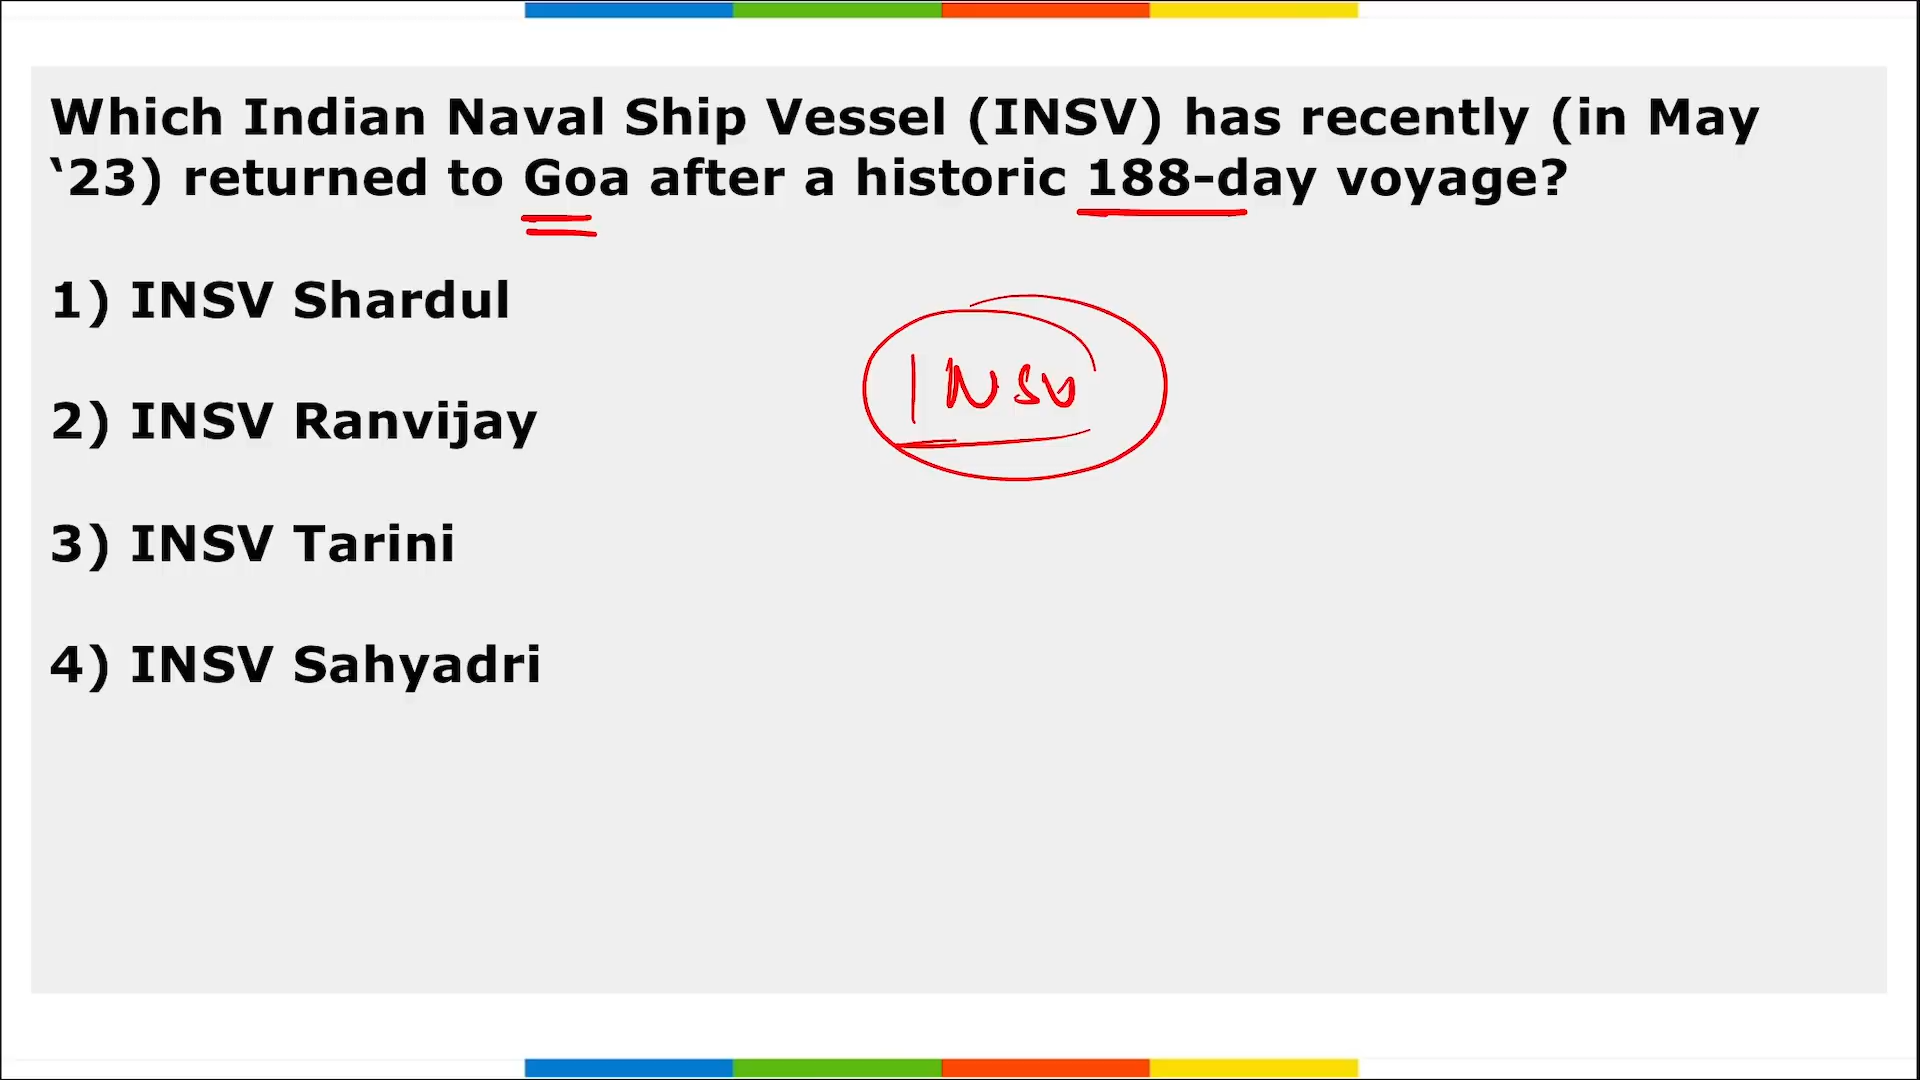 Which Indian Naval Ship Vessel (INSV) has recently (in May
‘23) returned to Goa after a historic 188-day voyage?
1) INSV Shardul
INSV
2) INSV Ranvijay
3) INSV Tarini
4) INSV Sahyadri